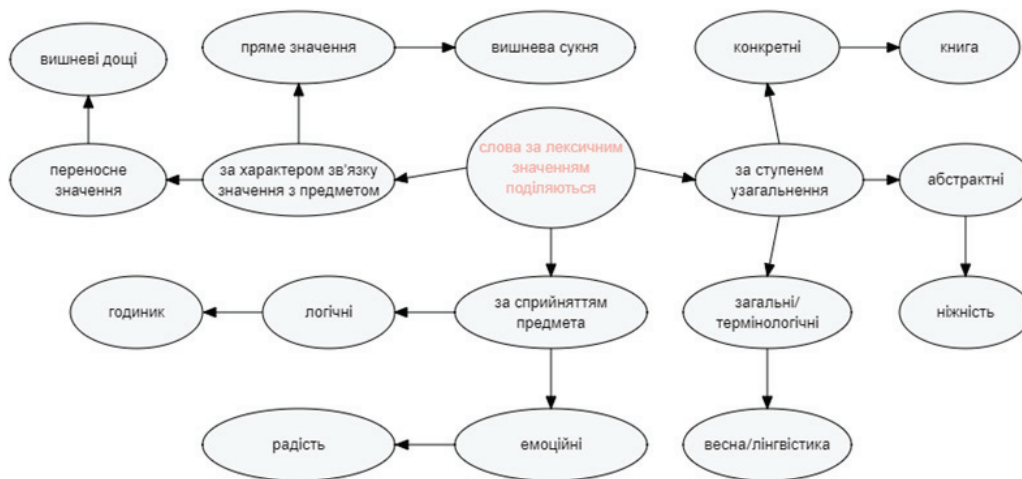 пряме значення
вишнева сукня
конкретні
книга
вишневі дощі
слова за лексичним
значенням
поділяються
переносне
значення
за характером зв'язку
значення з предметом
за ступенем
узагальнення
абстрактні
годиник
логічні
за сприйняттям
предмета
загальні/
термінологічні
ніжність
радість
емоційні
весна/лінгвістика